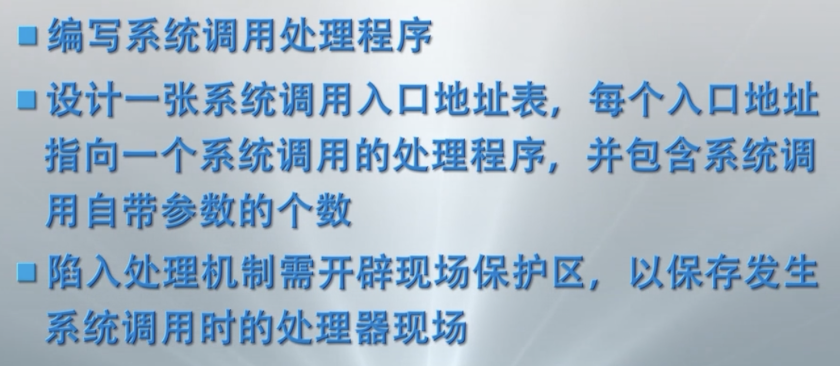 ■ 编写系统调用处理程序
■ 设计一张系统调用入口地址表，每个入口地址
指向一个系统调用的处理程序，并包含系统调
用自带参数的个数
■ 陷入处理机制需开辟现场保护区，以保存发生
系统调用时的处理器现场